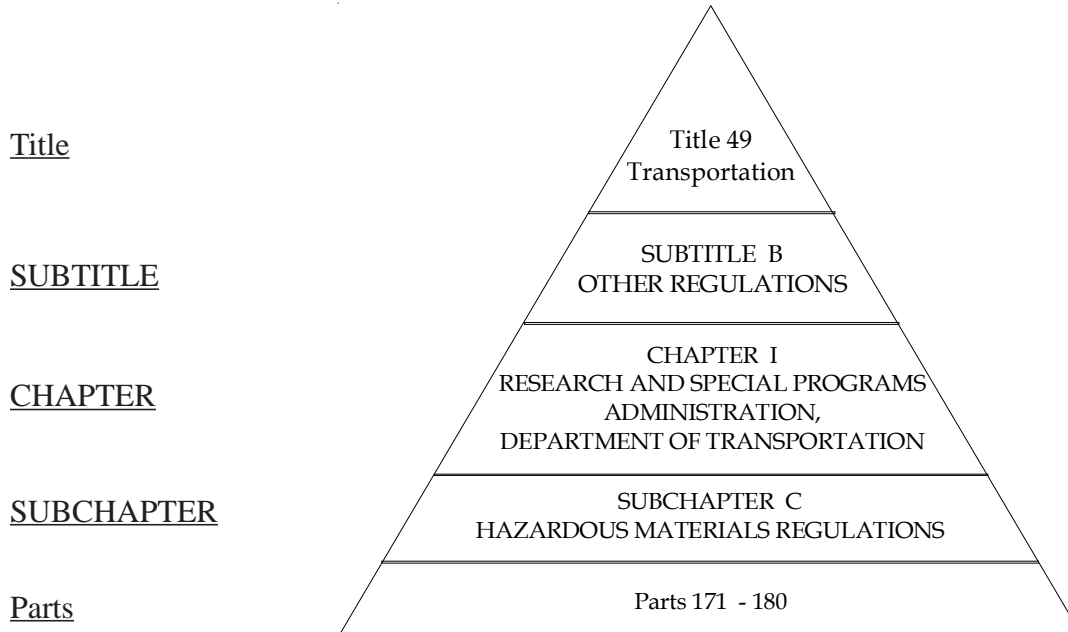 Title
Title 49
Transportation
SUBTITLE
SUBTITLE B
OTHER REGULATIONS
CHAPTER
CHAPTER I
RESEARCH AND SPECIAL PROGRAMS
ADMINISTRATION,
DEPARTMENT OF TRANSPORTATION
SUBCHAPTER
SUBCHAPTER C
HAZARDOUS MATERIALS REGULATIONS
Parts
Parts 171 - 180